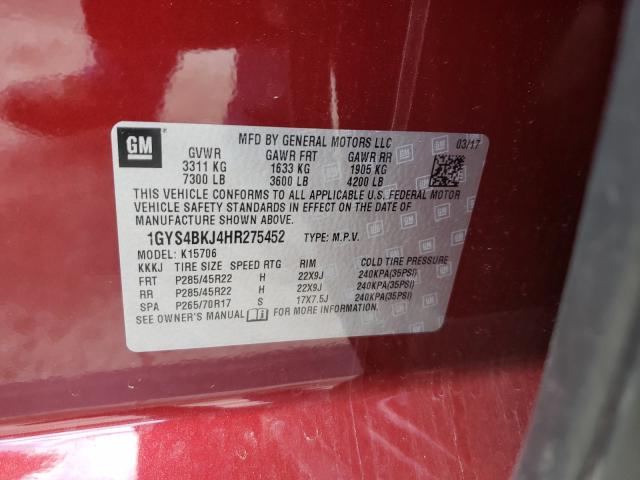 GM
MFD BY GENERAL MOTORS LLC 03/17
GVWR GAWR FRT GAWR RR
3311 KG 1633 KG 1905 KG
7300 LB 3600 LB 4200 LB
THIS VEHICLE CONFORMS TO ALL APPLICABLE U.S. FEDERAL MOTOR
VEHICLE SAFETY STANDARDS IN EFFECT ON THE DATE OF
MANUFACTURE SHOWN ABOVE.
1GYS4BKJ4HR275452 TYPE: M.P.V.
MODEL: K15706
KKKJ TIRE SIZE SPEED RTG RIM COLD TIRE PRESSURE
FRT P285/45R22 H 22X9J 240KPA(35PSI)
RR P285/45R22 H 22X9J 240KPA(35PSI)
SPA P265/70R17 S 17X7.5J 240KPA(35PSI)
SEE OWNER'S MANUAL i FOR MORE INFORMATION.